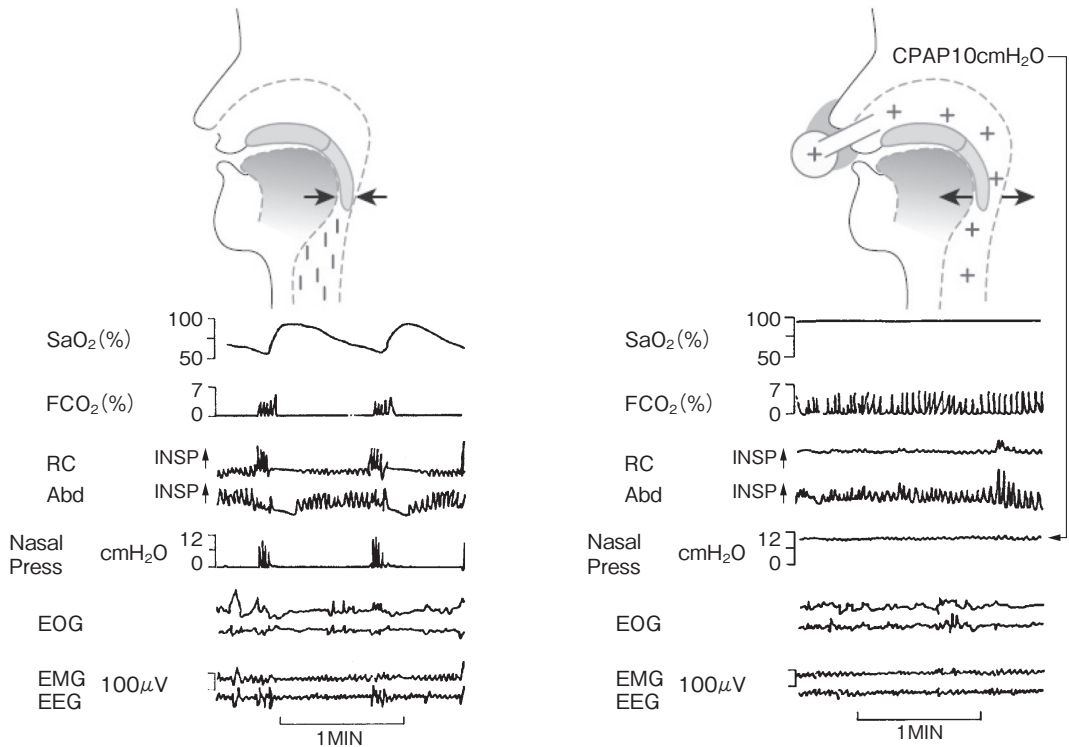 CPAP10cmH₂O
SaO₂(%)
100
50
FCO₂(%)
7
0
RC
INSP
Abd
INSP
Nasal
Press
cmH₂O
12
0
EOG
EMG
EEG
100μV
1MIN
SaO₂(%)
100
50
FCO₂(%)
7
0
RC
INSP
Abd
INSP
Nasal
Press
cmH₂O
12
0
EOG
EMG
EEG
100μV
1MIN